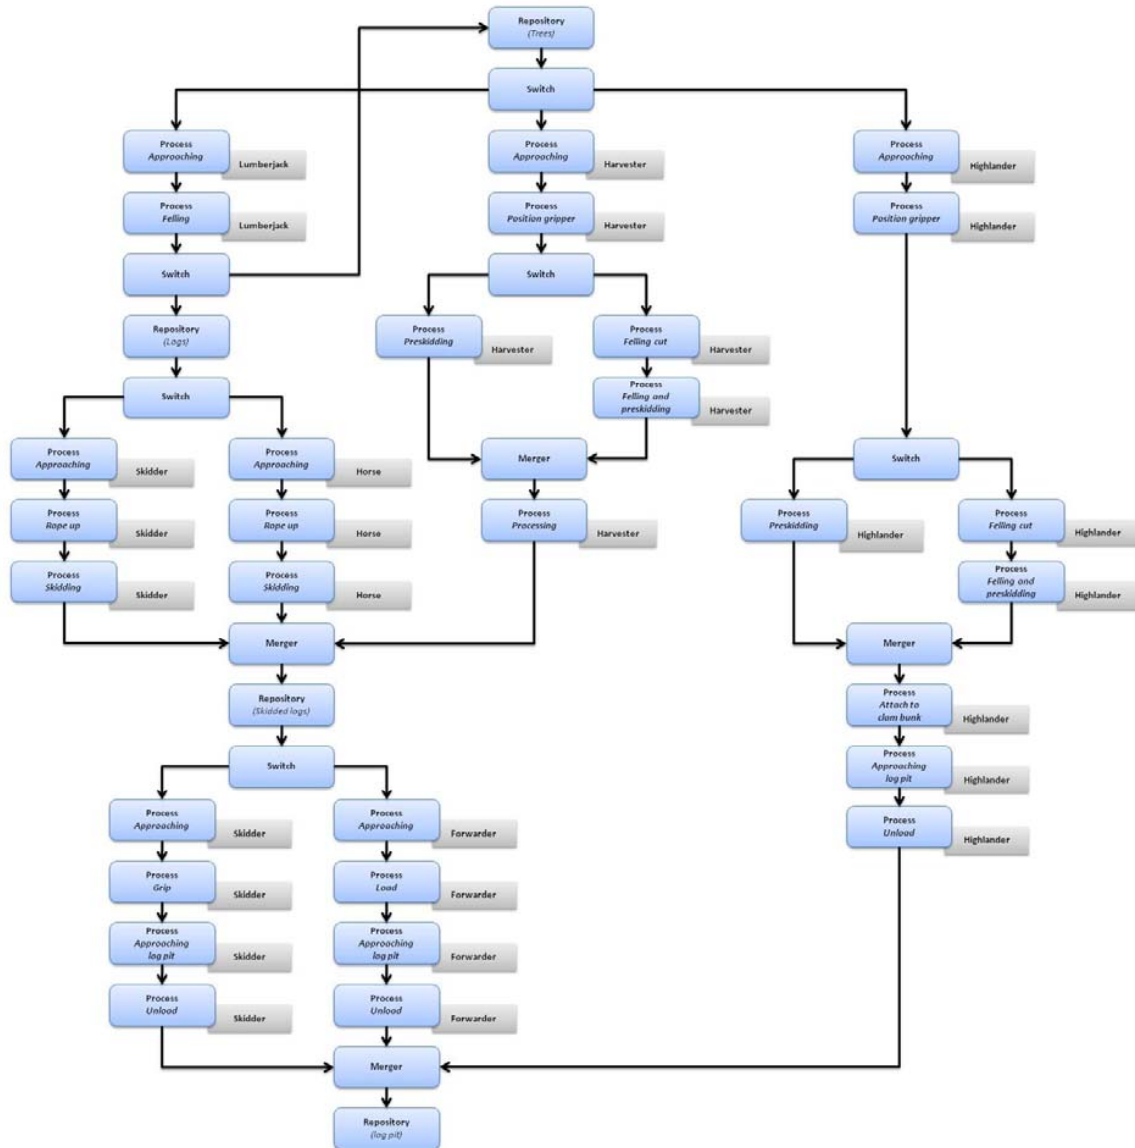 Repository
(Trees)
Switch
Process
Approaching
Lumberjack
Process
Approaching
Harvester
Process
Approaching
Highlander
Process
Felling
Lumberjack
Process
Position gripper
Harvester
Process
Position gripper
Highlander
Switch
Switch
Repository
(Logs)
Process
Preskidding
Harvester
Process
Felling cut
Harvester
Switch
Process
Felling and
preskidding
Harvester
Process
Approaching
Skidder
Process
Approaching
Horse
Merger
Switch
Process
Rope up
Skidder
Process
Rope up
Horse
Process
Processing
Harvester
Process
Preskidding
Highlander
Process
Felling cut
Highlander
Process
Skidding
Skidder
Process
Skidding
Horse
Process
Felling and
preskidding
Highlander
Merger
Merger
Repository
(Skidded logs)
Process
Attach to
clam bunk
Highlander
Switch
Process
Approaching
log pit
Highlander
Process
Approaching
Skidder
Process
Approaching
Forwarder
Process
Unload
Highlander
Process
Grip
Skidder
Process
Load
Forwarder
Process
Approaching
log pit
Skidder
Process
Approaching
log pit
Forwarder
Process
Unload
Skidder
Process
Unload
Forwarder
Merger
Repository
(log pit)